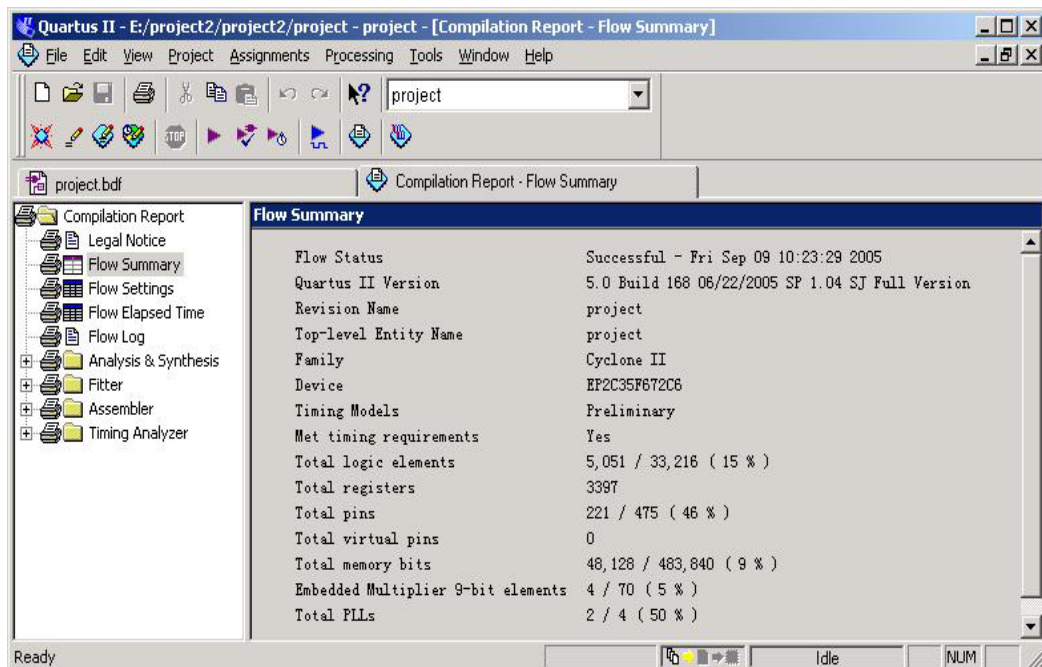 Quartus II - E:/project2/project2/project - project - [Compilation Report - Flow Summary]
File Edit View Project Assignments Processing Tools Window Help
project
STOP
project.bdf
Compilation Report - Flow Summary
Compilation Report
Legal Notice
Flow Summary
Flow Settings
Flow Elapsed Time
Flow Log
Analysis & Synthesis
Fitter
Assembler
Timing Analyzer
Flow Summary
Flow Status Successful - Fri Sep 09 10:23:29 2005
Quartus II Version 5.0 Build 168 06/22/2005 SP 1.04 SJ Full Version
Revision Name project
Top-level Entity Name project
Family Cyclone II
Device EP2C35F672C6
Timing Models Preliminary
Met timing requirements Yes
Total logic elements 5,051 / 33,216 ( 15 % )
Total registers 3397
Total pins 221 / 475 ( 46 % )
Total virtual pins 0
Total memory bits 48,128 / 483,840 ( 9 % )
Embedded Multiplier 9-bit elements 4 / 70 ( 5 % )
Total PLLs 2 / 4 ( 50 % )
Ready Idle NUM